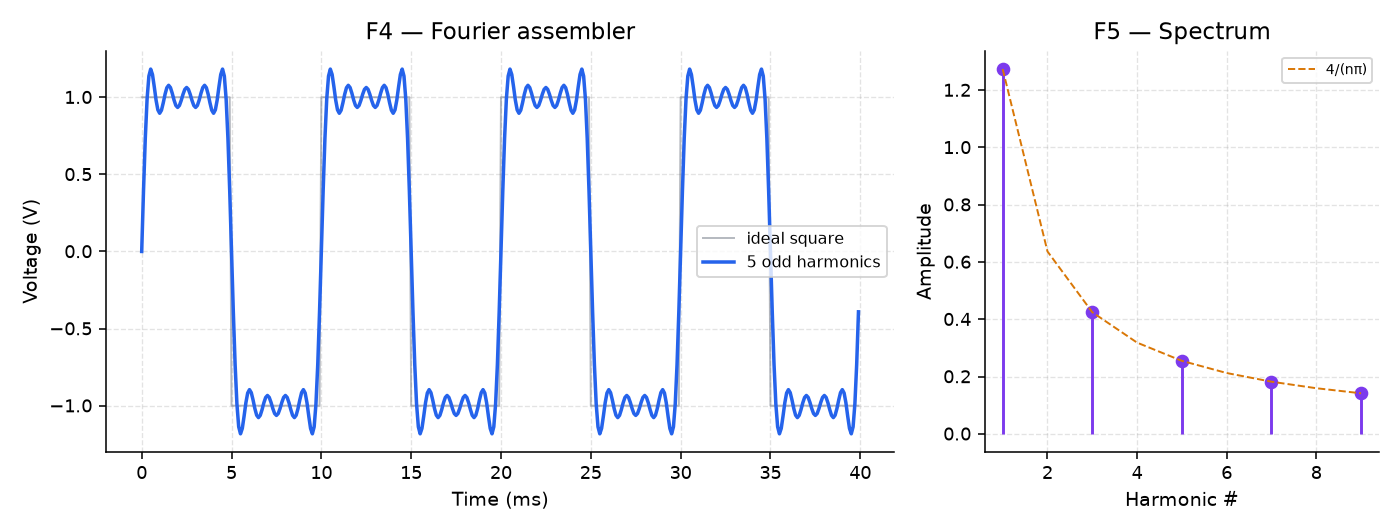 F4 — Fourier assembler
Voltage (V)
1.0
0.5
0.0
−0.5
−1.0
ideal square
5 odd harmonics
0 5 10 15 20 25 30 35 40
Time (ms)
F5 — Spectrum
4/(nπ)
Amplitude
1.2
1.0
0.8
0.6
0.4
0.2
0.0
2 4 6 8
Harmonic #